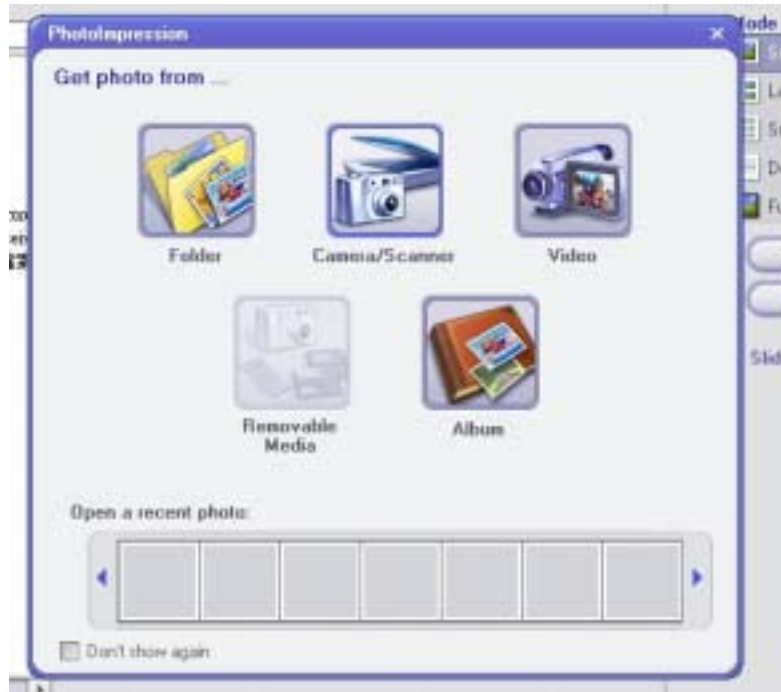 PhotoImpression
Get photo from ...
Folder
Camera/Scanner
Video
Removable
Media
Album
Open a recent photo:
Don't show again